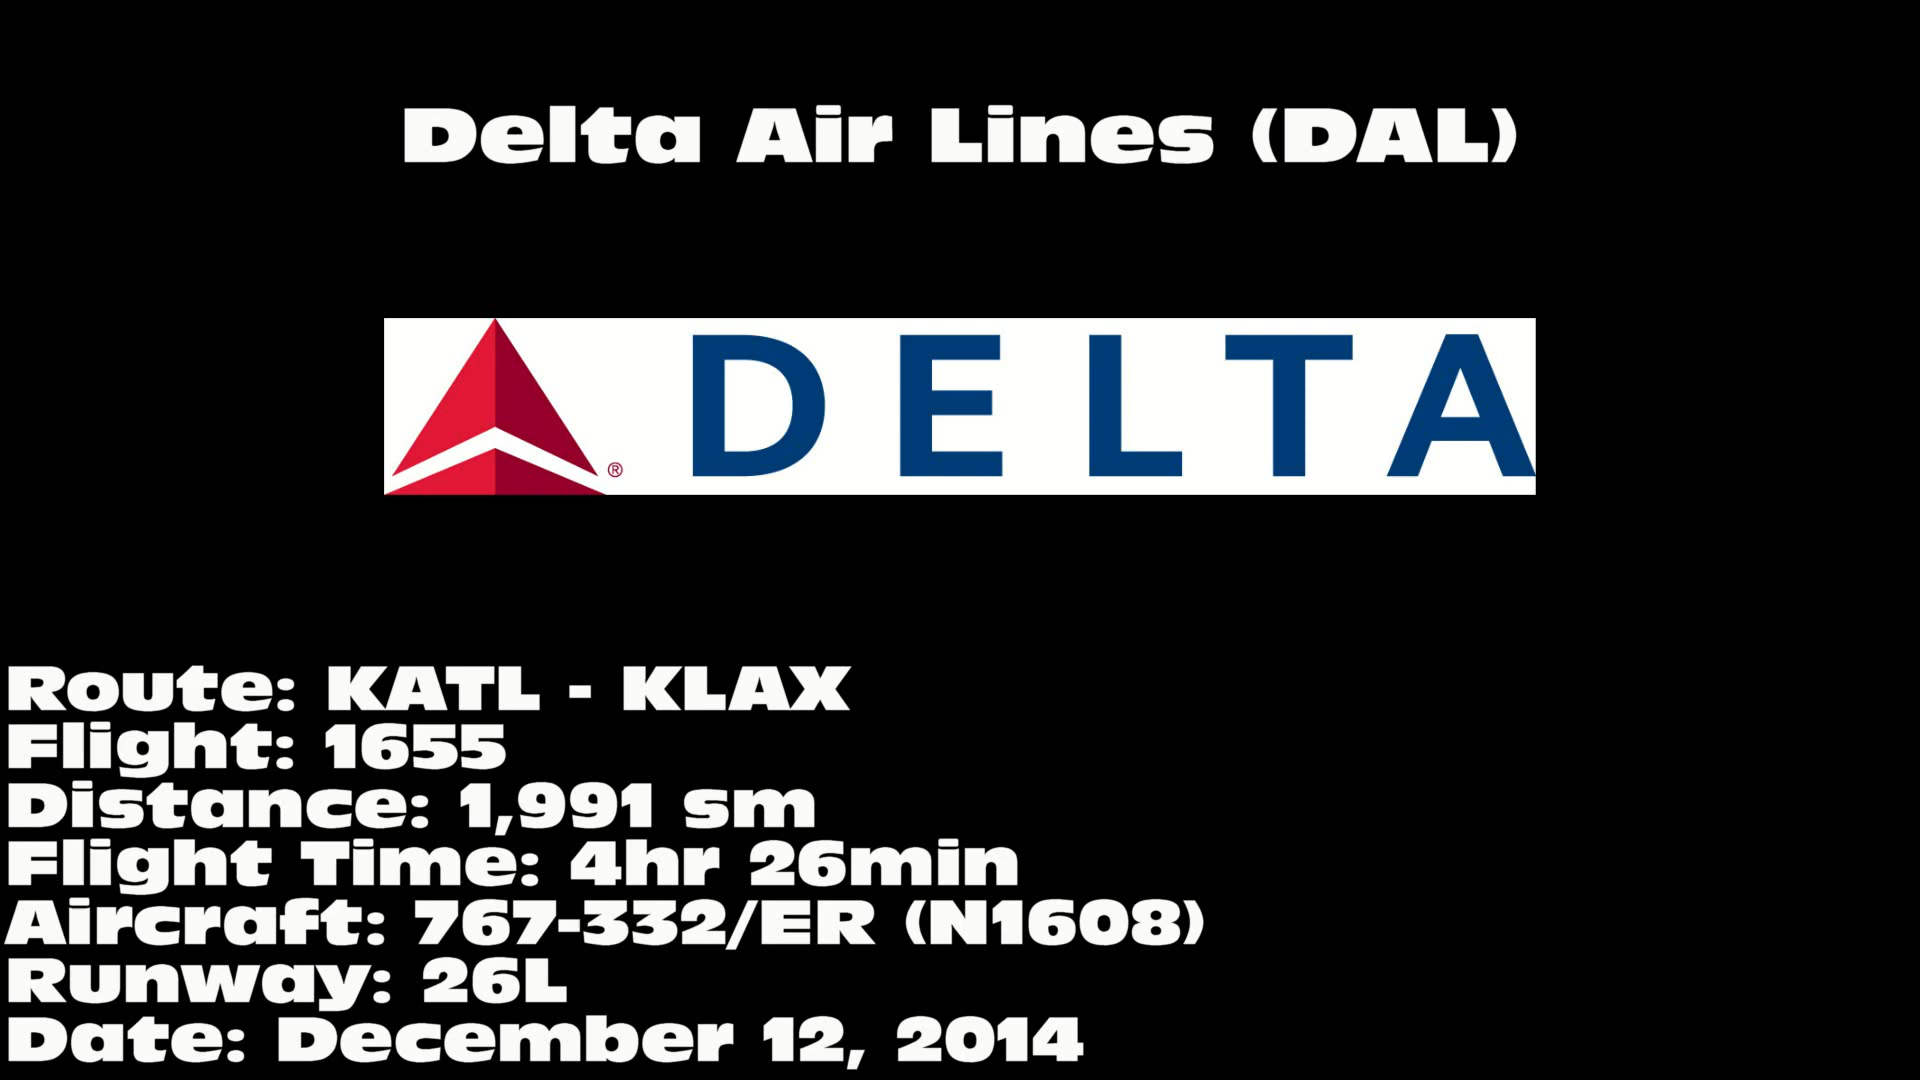 Delta Air Lines (DAL)
® DELTA
Route: KATL - KLAX
Flight: 1655
Distance: 1,991 sm
Flight Time: 4hr 26min
Aircraft: 767-332/ER (N1608)
Runway: 26L
Date: December 12, 2014